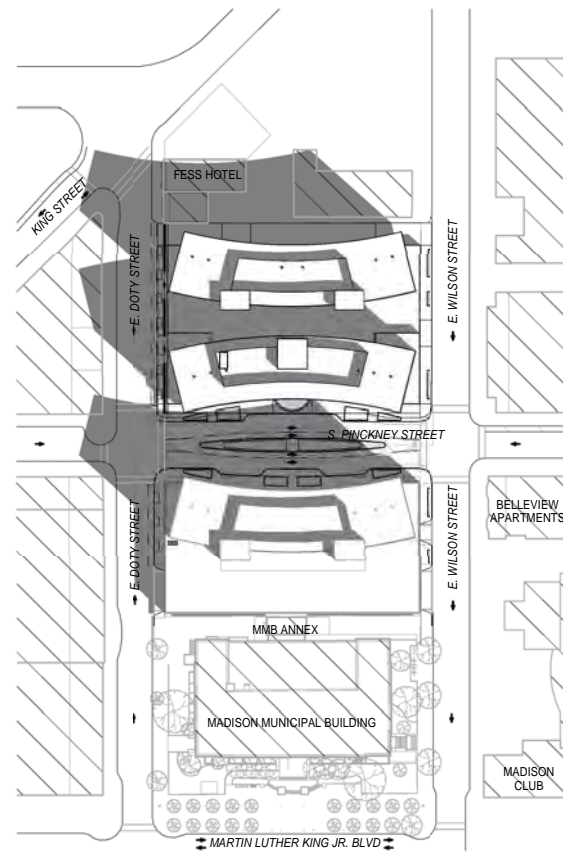 FESS HOTEL
KING STREET
E. DOTY STREET
E. WILSON STREET
S. PINCKNEY STREET
E. DOTY STREET
E. WILSON STREET
BELLEVIEW
APARTMENTS
MMB ANNEX
MADISON MUNICIPAL BUILDING
MADISON
CLUB
MARTIN LUTHER KING JR. BLVD